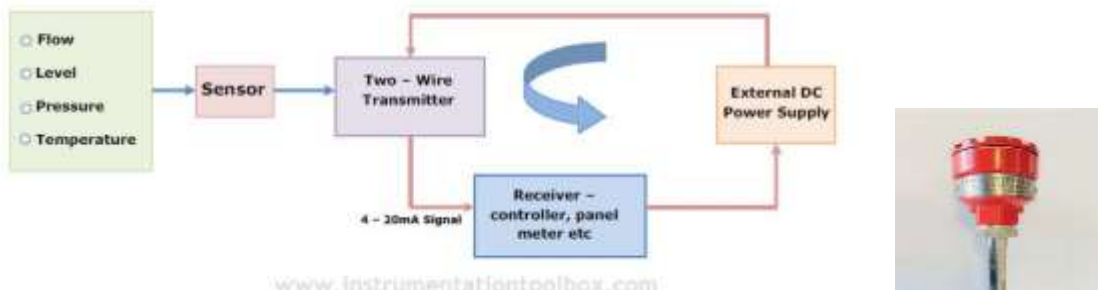 Flow
Level
Pressure
Temperature
Sensor
Two – Wire
Transmitter
External DC
Power Supply
4 – 20mA Signal
Receiver –
controller, panel
meter etc
www.instrumentationtoolbox.com